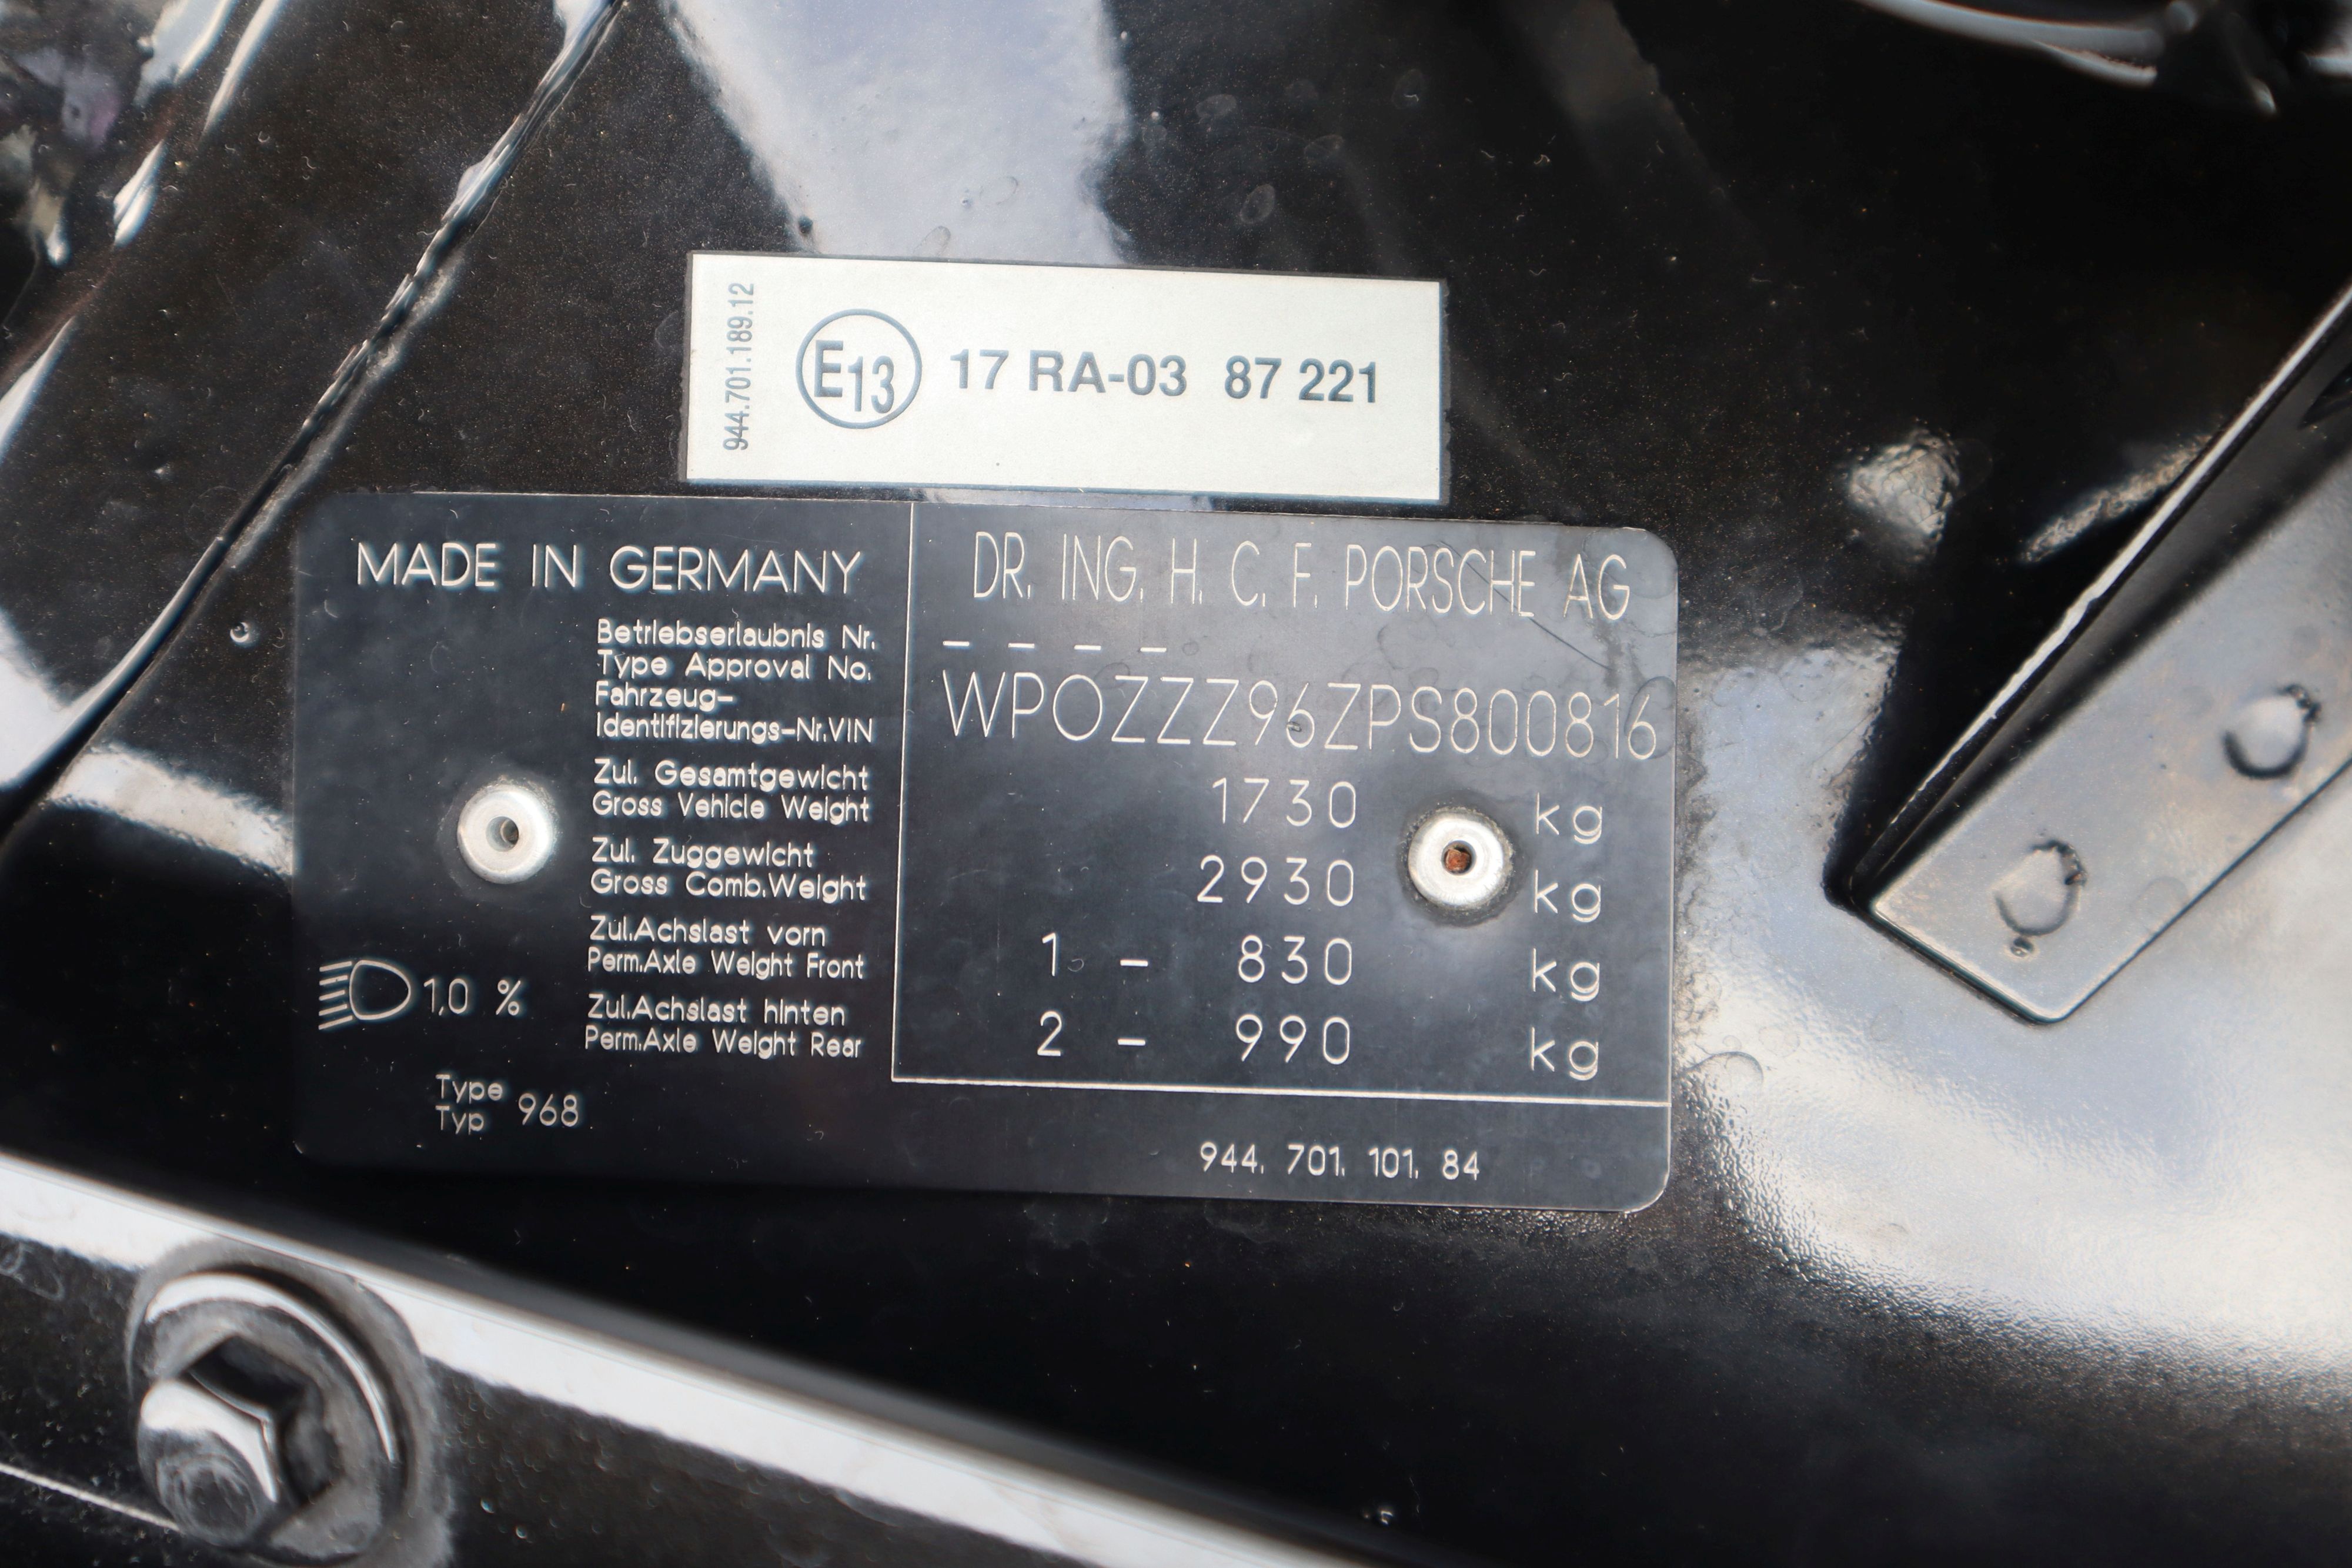 944.701.189.12
E13 17 RA-03 87 221
MADE IN GERMANY
DR. ING. H. C. F. PORSCHE AG
Betriebserlaubnis Nr. - - - -
Type Approval No.
Fahrzeug-
Identifizierungs-Nr.VIN WPOZZZ96ZPS800816
Zul. Gesamtgewicht
Gross Vehicle Weight 1730 kg
Zul. Zuggewicht
Gross Comb.Weight 2930 kg
Zul.Achslast vorn
Perm.Axle Weight Front 1 - 830 kg
1,0 %
Zul.Achslast hinten
Perm.Axle Weight Rear 2 - 990 kg
Type
Typ 968
944. 701. 101. 84